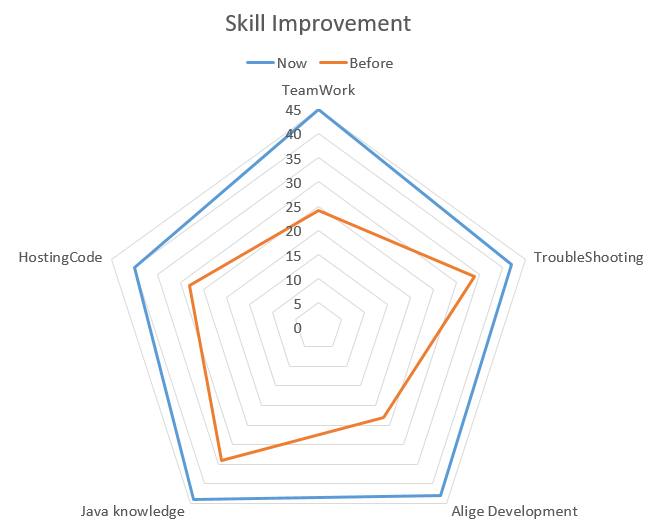 Skill Improvement
Now Before
TeamWork
45
40
35
30
25
20
15
10
5
0
HostingCode
TroubleShooting
Java knowledge
Alige Development